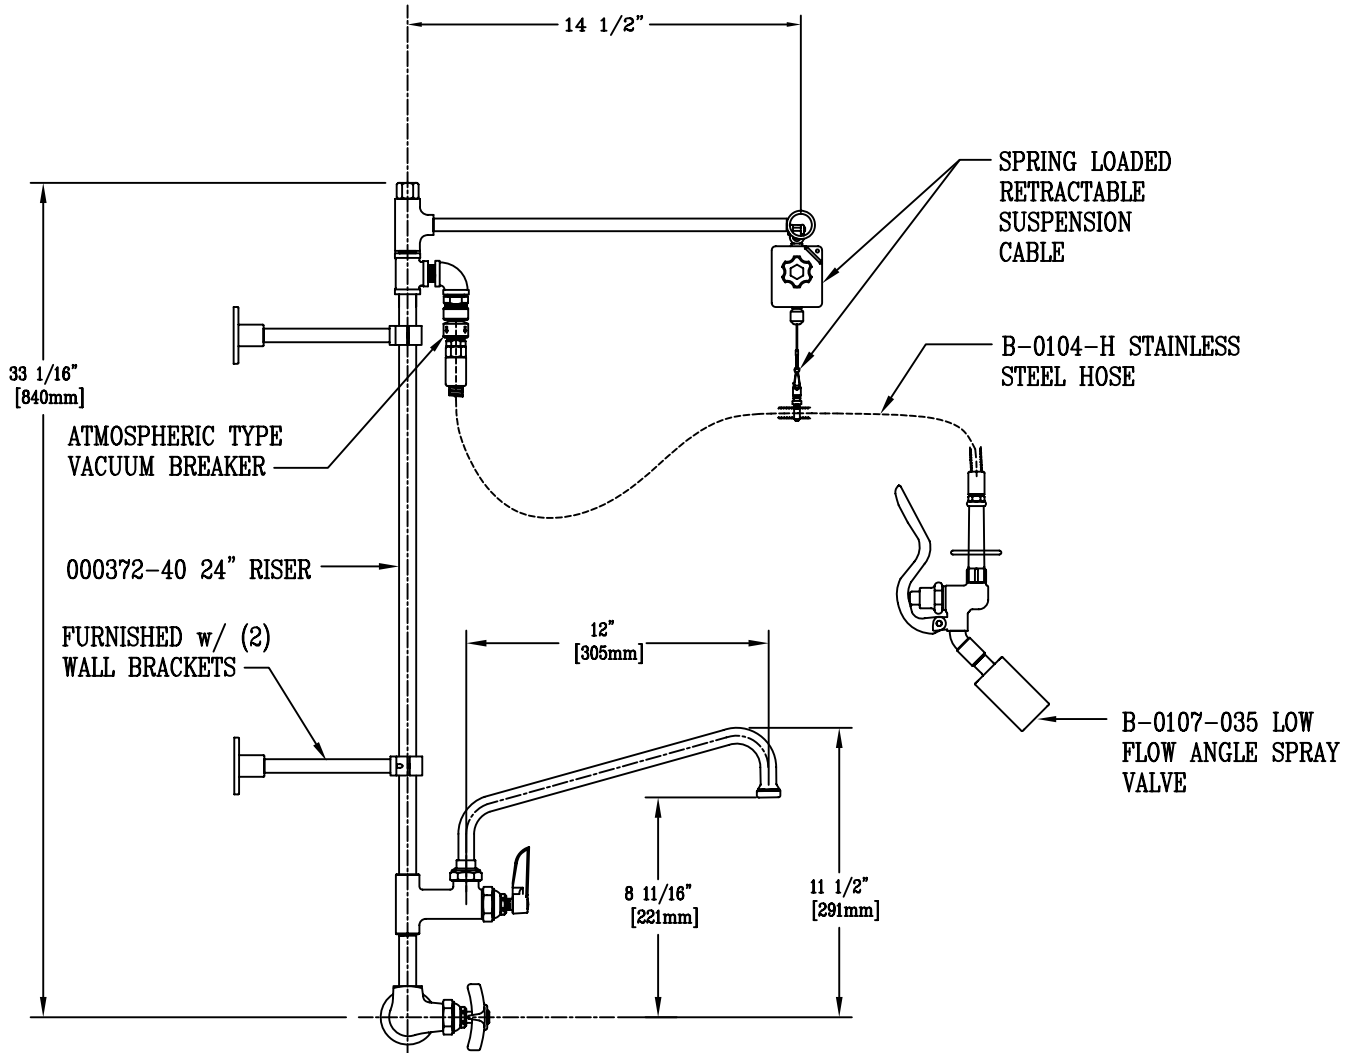 14 1/2"
SPRING LOADED
RETRACTABLE
SUSPENSION
CABLE
B-0104-H STAINLESS
STEEL HOSE
33 1/16"
[840mm]
ATMOSPHERIC TYPE
VACUUM BREAKER
000372-40 24" RISER
FURNISHED w/ (2)
WALL BRACKETS
12"
[305mm]
B-0107-035 LOW
FLOW ANGLE SPRAY
VALVE
8 11/16"
[221mm]
11 1/2"
[291mm]